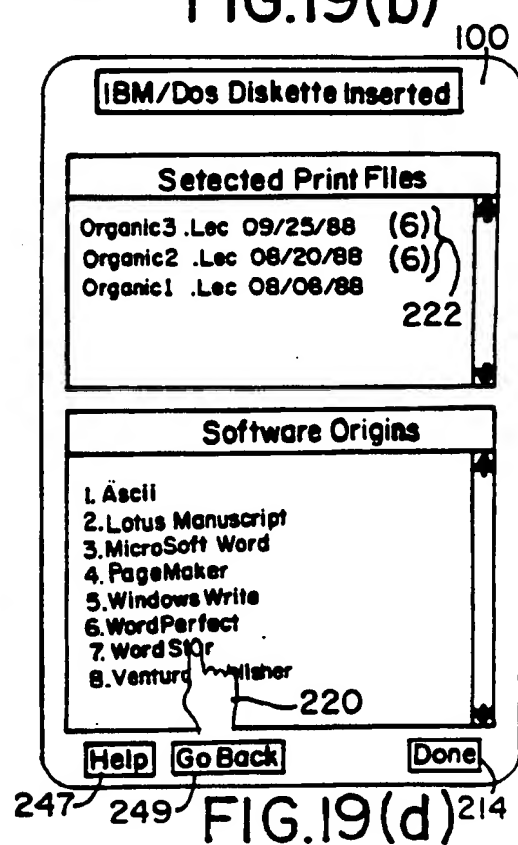 FIG.19(b)
100
IBM/Dos Diskette Inserted
Setected Print Files
Organic3 .Lec 09/25/88 (6)
Organic2 .Lec 08/20/88 (6)
Organic1 .Lec 08/08/88
222
Software Origins
1. Ascii
2. Lotus Manuscript
3. MicroSoft Word
4. PageMaker
5. Windows Write
6. WordPerfect
7. Word Star
8. Ventura
220
Help Go Back Done
247 249 FIG.19(d) 214